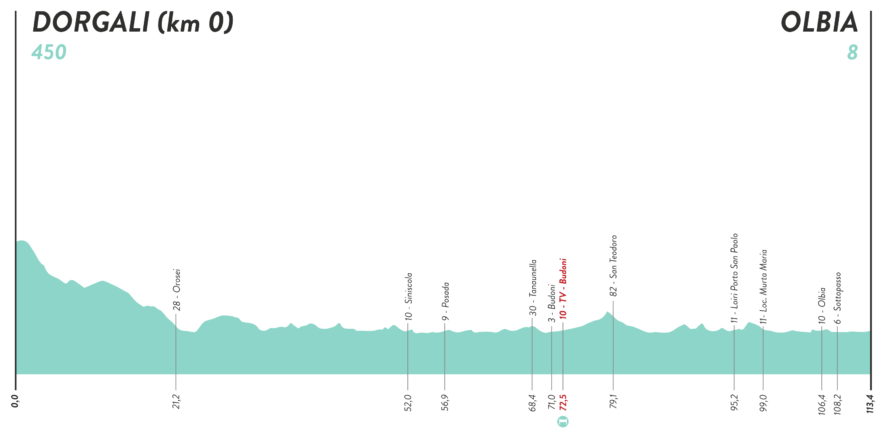 DORGALI (km 0)
450
OLBIA
8
28 - Orosei
10 - Siniscola
9 - Posada
30 - Tanaunella
3 - Budoni
10 - TV - Budoni
82 - San Teodoro
11 - Loiri Porto San Paolo
11- Loc. Murta Maria
10 - Olbia
6 - Sottopasso
0,0
21,2
52,0
56,9
68,4
71,0
72,5
79,1
95,2
99,0
106,4
108,2
113,4